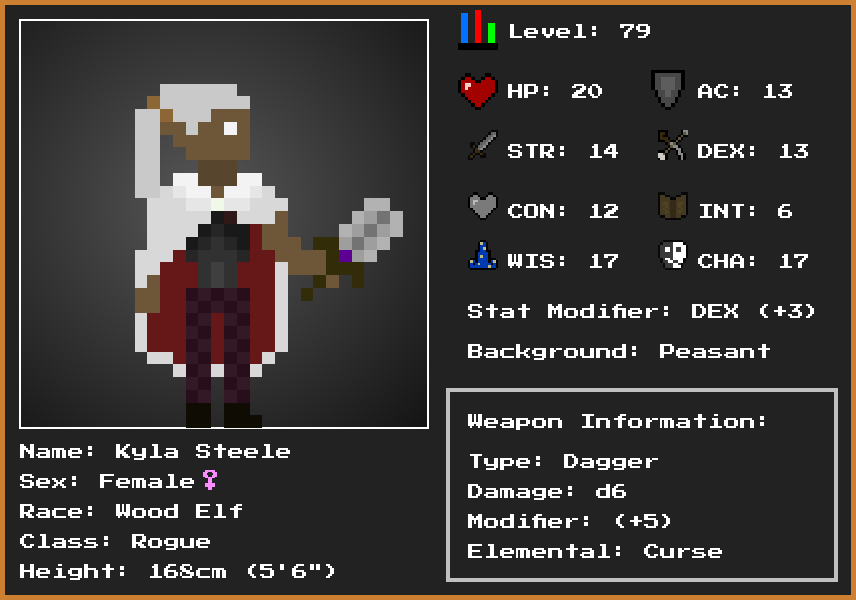 Level: 79
HP: 20 AC: 13
STR: 14 DEX: 13
CON: 12 INT: 6
WIS: 17 CHA: 17
Stat Modifier: DEX (+3)
Background: Peasant
Weapon Information:
Type: Dagger
Damage: d6
Modifier: (+5)
Elemental: Curse
Name: Kyla Steele
Sex: Female♀
Race: Wood Elf
Class: Rogue
Height: 168cm (5'6")